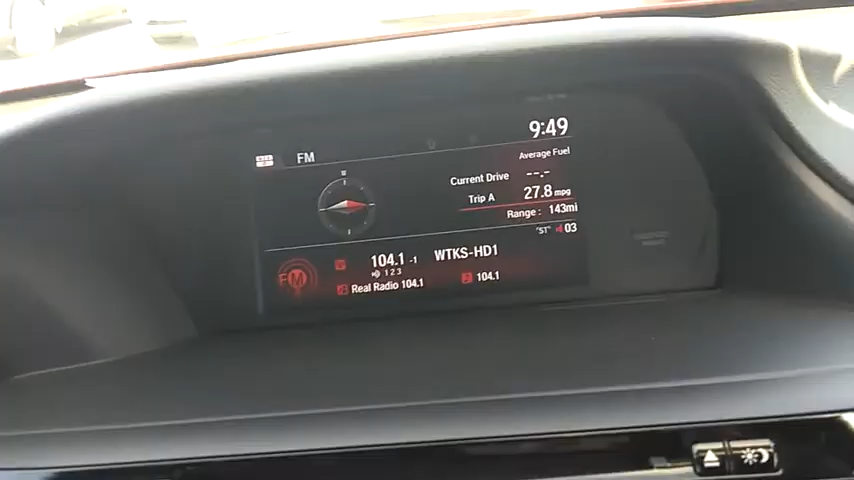 FM 9:49
Average Fuel
Current Drive --.-
Trip A 27.8 mpg
Range: 143mi
"ST" 03
FM 104.1 -1 WTKS-HD1
1 2 3
Real Radio 104.1 104.1